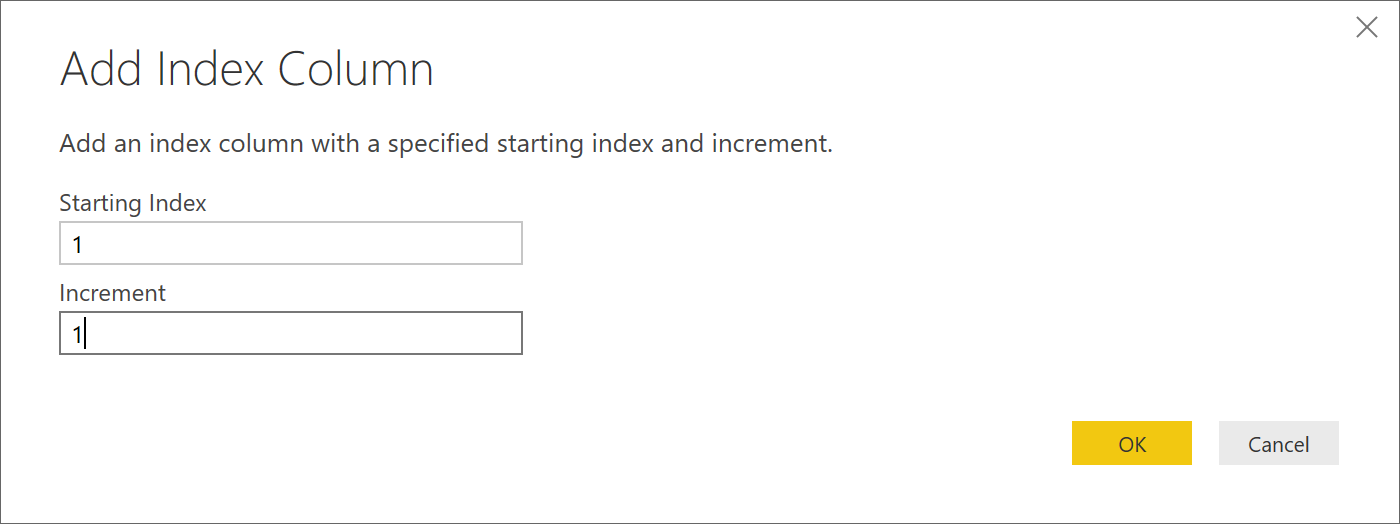 Add Index Column
Add an index column with a specified starting index and increment.
Starting Index
1
Increment
1
OK
Cancel